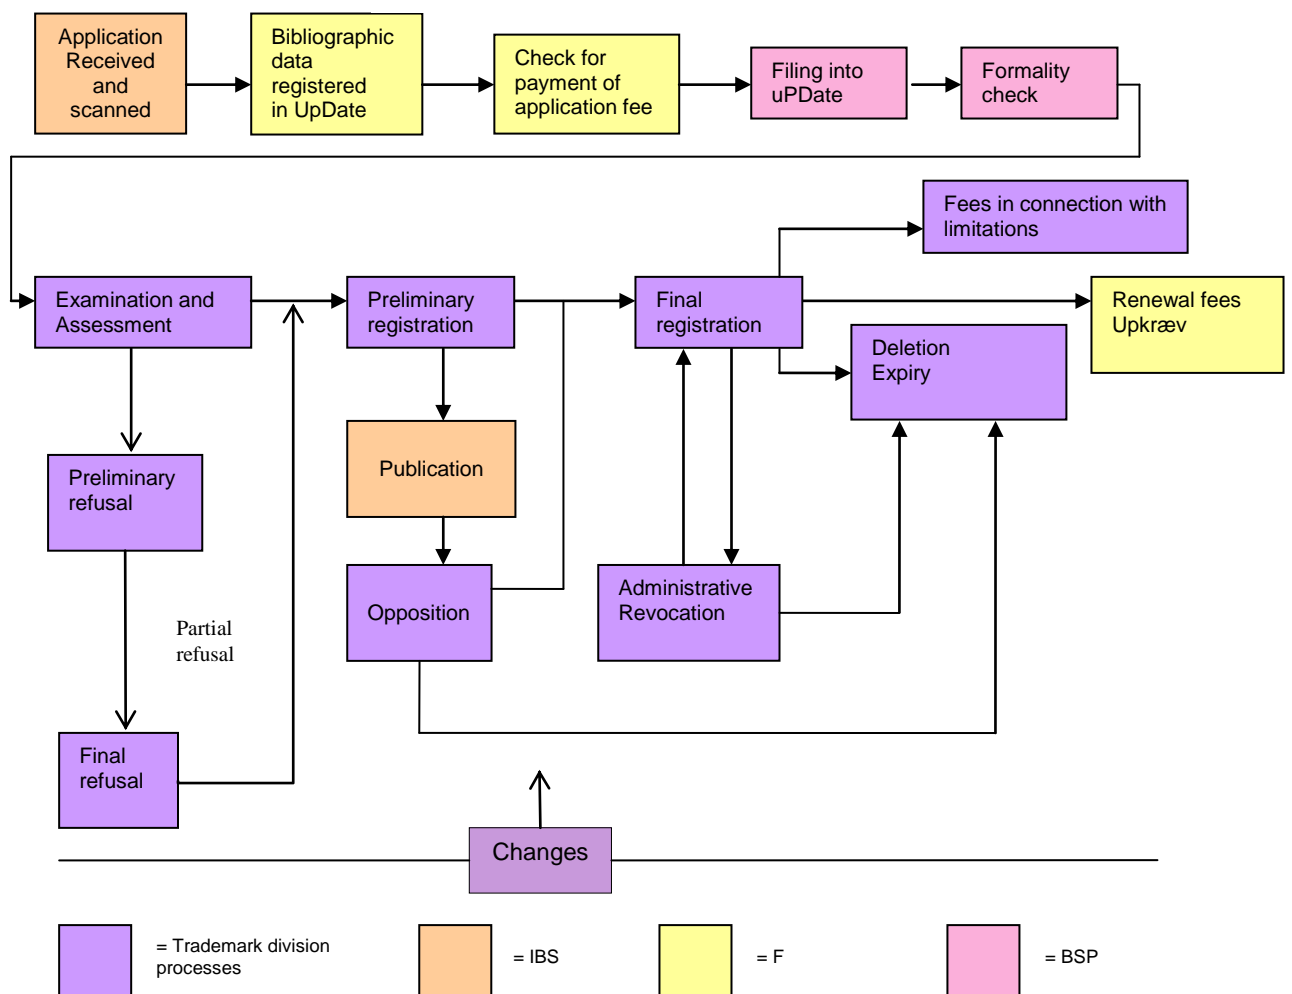 Application
Received
and
scanned
Bibliographic
data
registered
in UpDate
Check for
payment of
application fee
Filing into
uPDate
Formality
check
Fees in connection with
limitations
Examination and
Assessment
Preliminary
registration
Final
registration
Renewal fees
Upkræv
Deletion
Expiry
Preliminary
refusal
Publication
Opposition
Administrative
Revocation
Partial
refusal
Final
refusal
Changes
= Trademark division
processes
= IBS
= F
= BSP